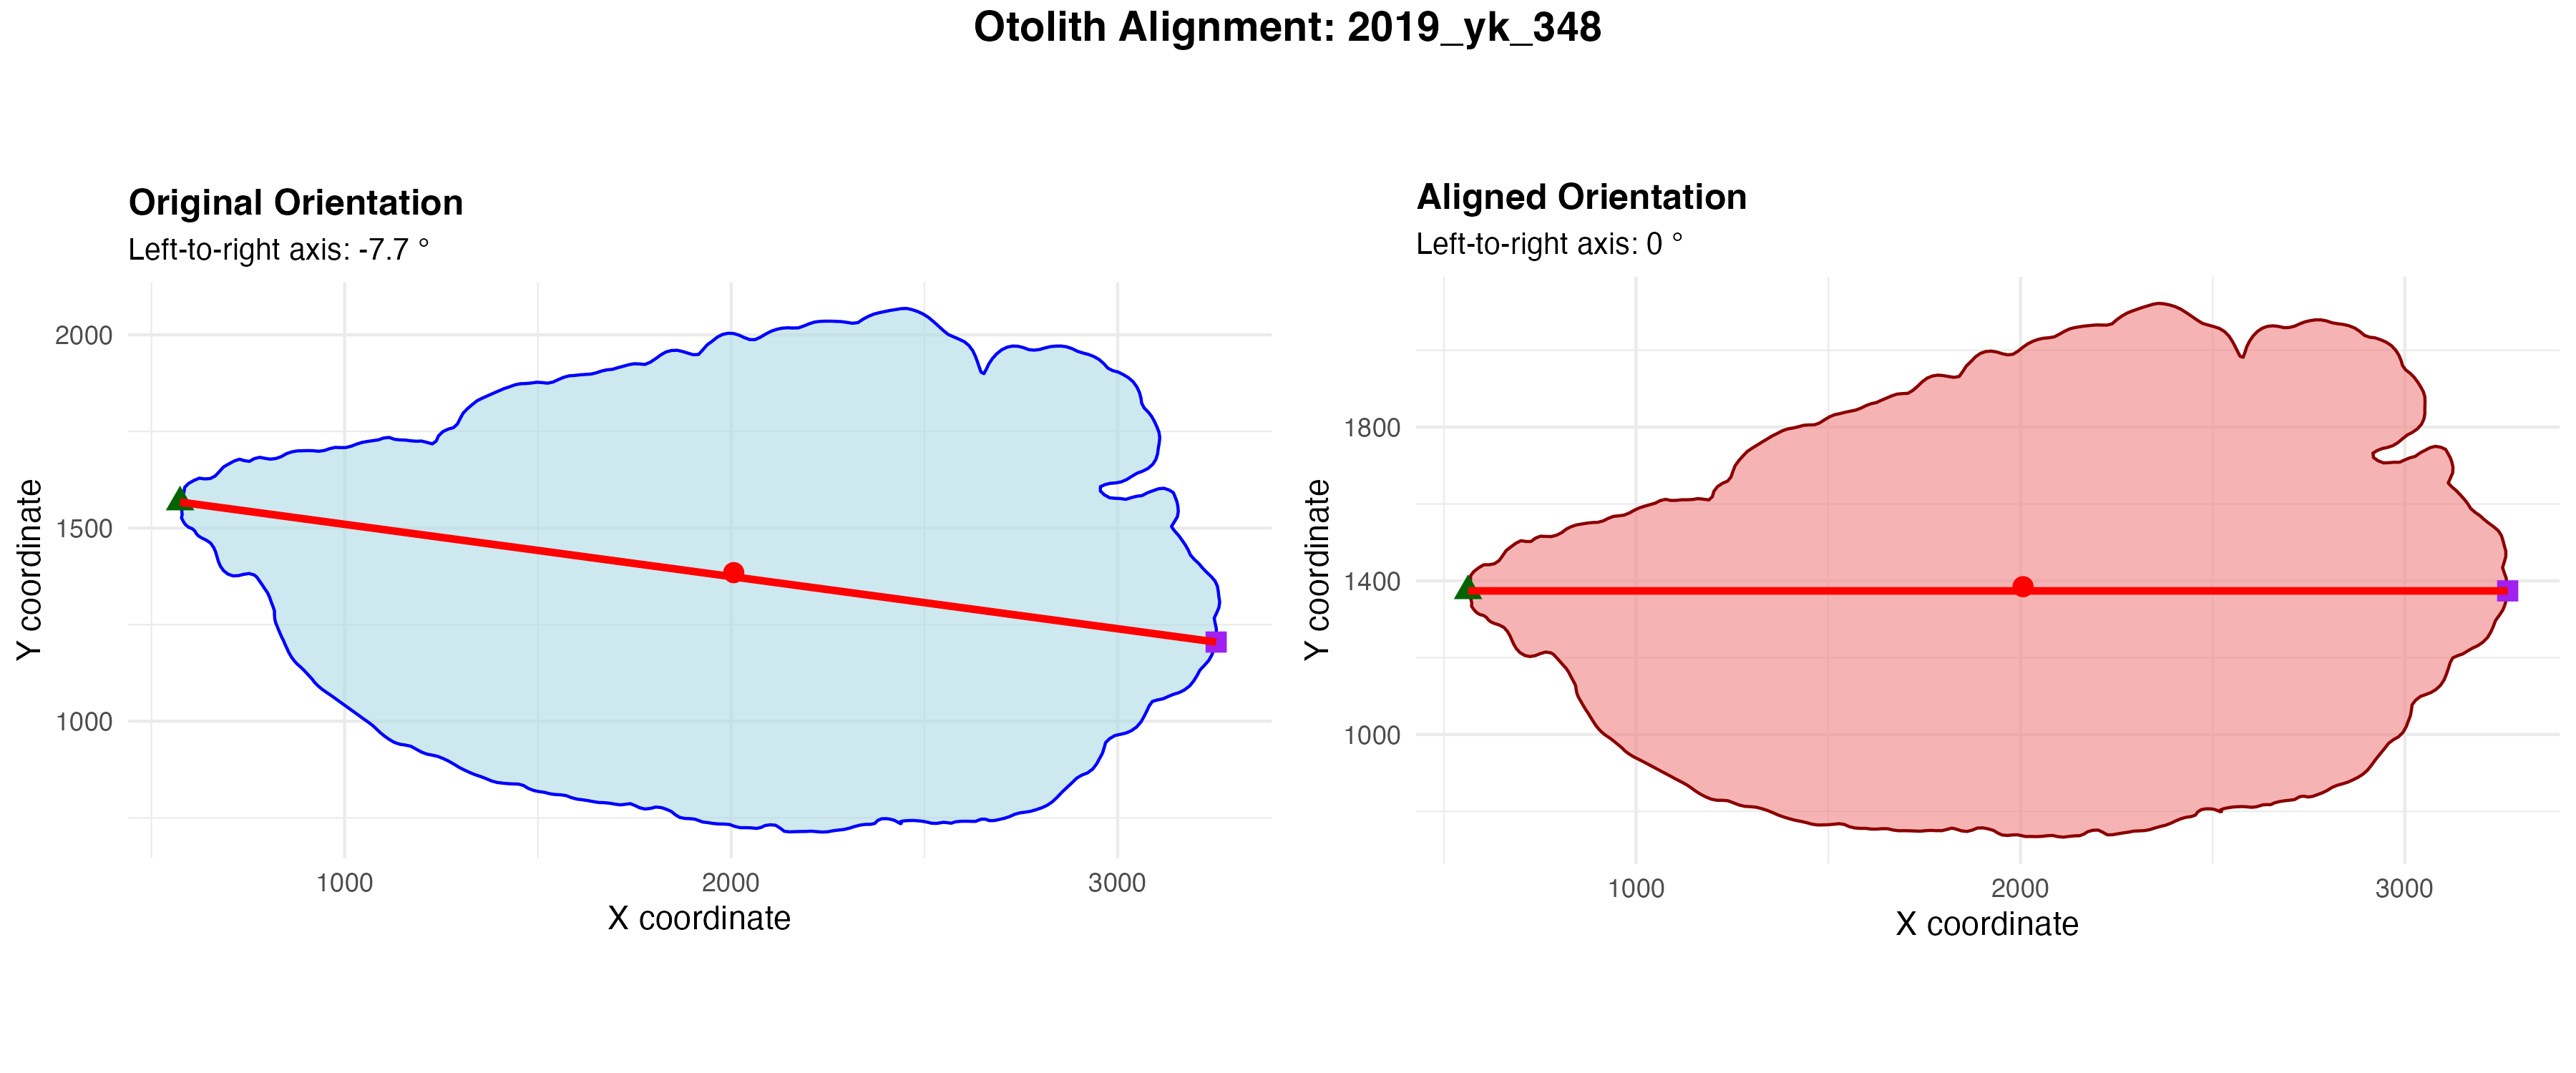 Otolith Alignment: 2019_yk_348
Original Orientation
Left-to-right axis: -7.7 °
2000
1500
1000
Y coordinate
1000 2000 3000
X coordinate
Aligned Orientation
Left-to-right axis: 0 °
1800
1400
1000
Y coordinate
1000 2000 3000
X coordinate